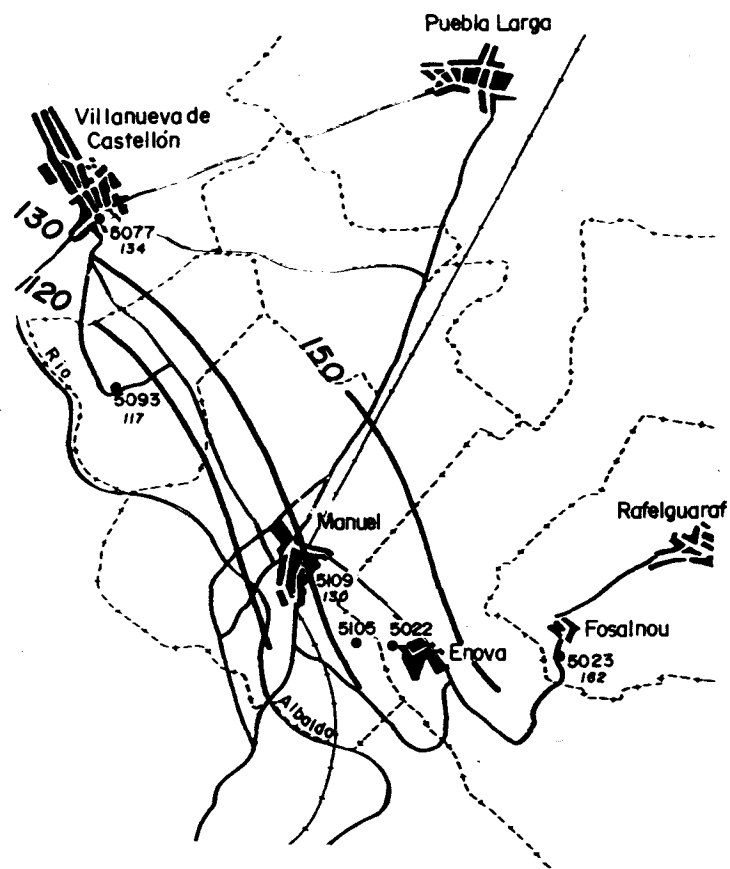 Puebla Larga
Villanueva de
Castellón
130
5077
134
120
150
Río
5093
117
Manuel
Rafelguaraf
5109
130
5105
5022
Enova
Fosalnou
5023
162
Albaida